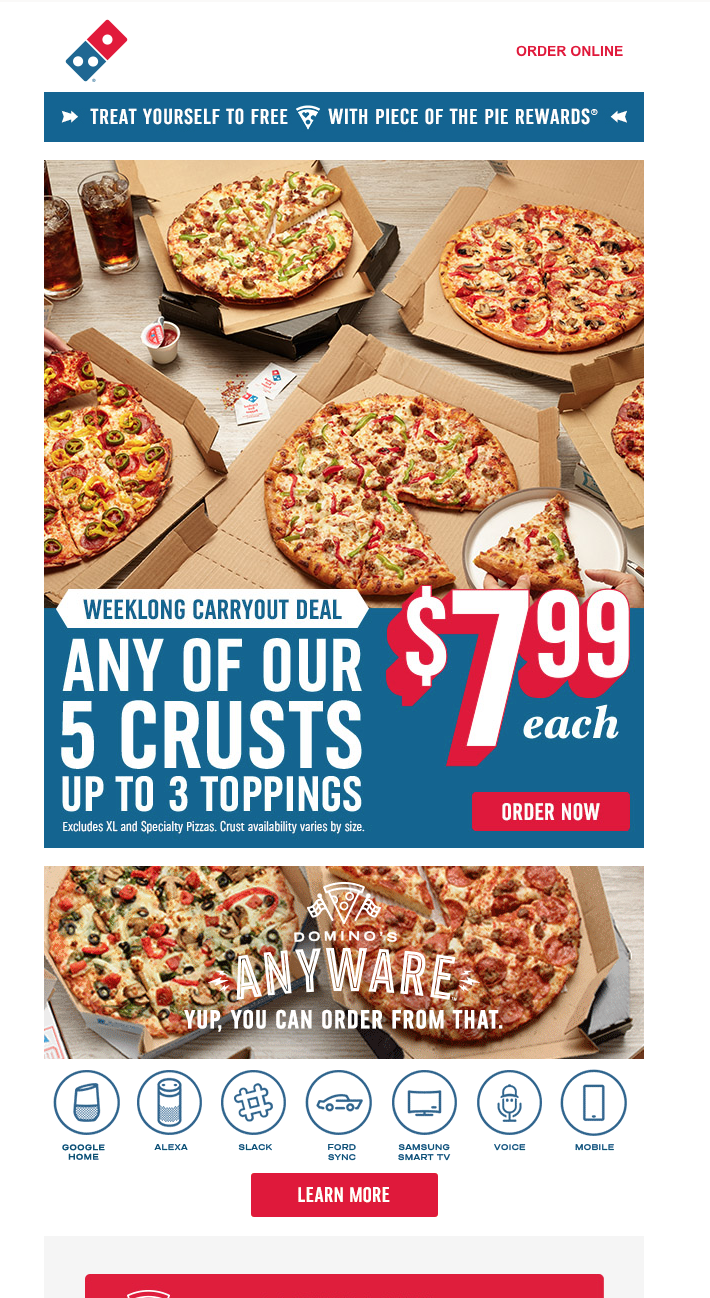 ORDER ONLINE
TREAT YOURSELF TO FREE WITH PIECE OF THE PIE REWARDS®
WEEKLONG CARRYOUT DEAL
ANY OF OUR
5 CRUSTS
UP TO 3 TOPPINGS
Excludes XL and Specialty Pizzas. Crust availability varies by size.
$7.99
each
ORDER NOW
DOMINO'S
ANYWARE
YUP, YOU CAN ORDER FROM THAT.
GOOGLE
HOME
ALEXA
SLACK
FORD
SYNC
SAMSUNG
SMART TV
VOICE
MOBILE
LEARN MORE